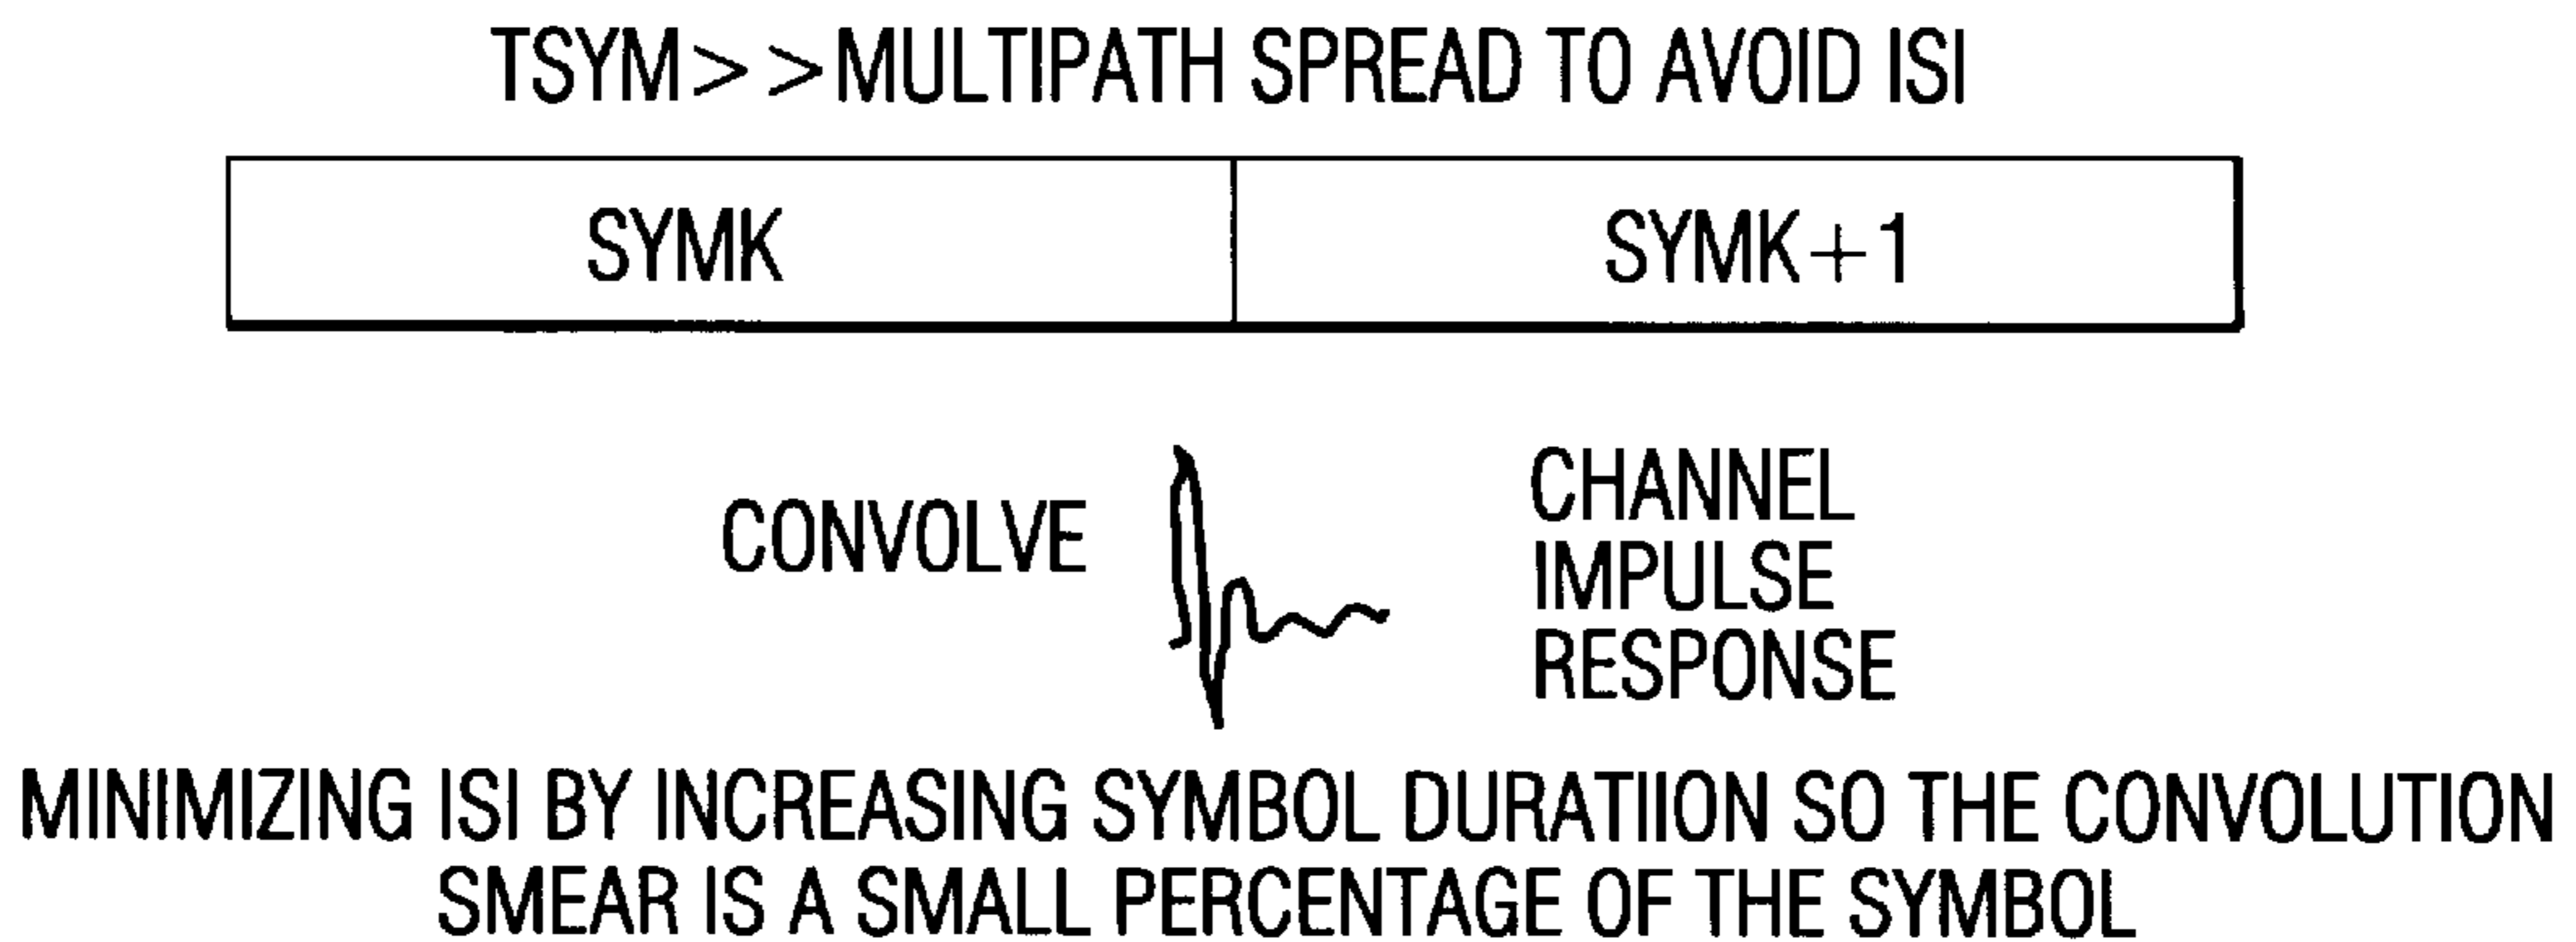 TSYM>>MULTIPATH SPREAD TO AVOID ISI
SYMK
SYMK+1
CONVOLVE
CHANNEL
IMPULSE
RESPONSE
MINIMIZING ISI BY INCREASING SYMBOL DURATIION SO THE CONVOLUTION
SMEAR IS A SMALL PERCENTAGE OF THE SYMBOL